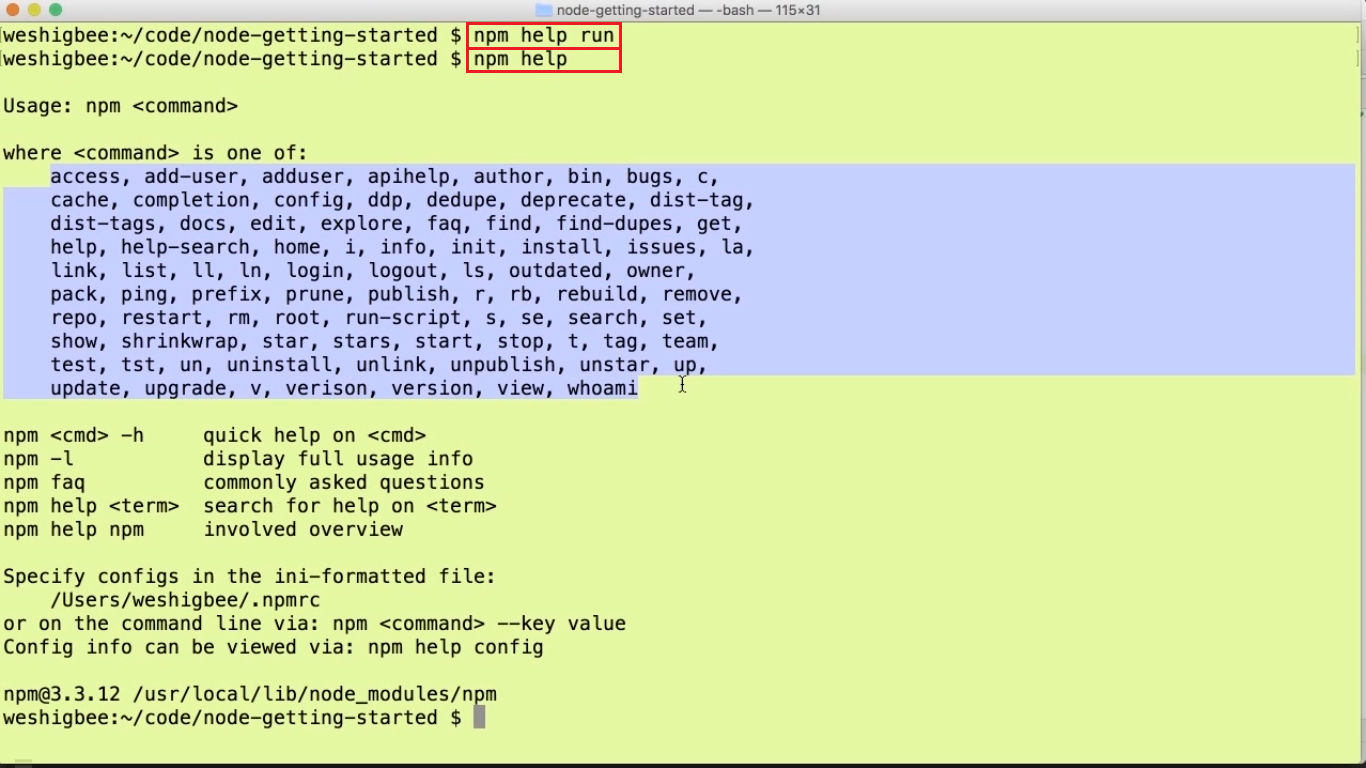 node-getting-started — -bash — 115×31
weshigbee:~/code/node-getting-started $ npm help run
weshigbee:~/code/node-getting-started $ npm help
Usage: npm <command>
where <command> is one of:
access, add-user, adduser, apihelp, author, bin, bugs, c,
cache, completion, config, ddp, dedupe, deprecate, dist-tag,
dist-tags, docs, edit, explore, faq, find, find-dupes, get,
help, help-search, home, i, info, init, install, issues, la,
link, list, ll, ln, login, logout, ls, outdated, owner,
pack, ping, prefix, prune, publish, r, rb, rebuild, remove,
repo, restart, rm, root, run-script, s, se, search, set,
show, shrinkwrap, star, stars, start, stop, t, tag, team,
test, tst, un, uninstall, unlink, unpublish, unstar, up,
update, upgrade, v, verison, version, view, whoami
npm <cmd> -h     quick help on <cmd>
npm -l           display full usage info
npm faq          commonly asked questions
npm help <term>  search for help on <term>
npm help npm     involved overview
Specify configs in the ini-formatted file:
/Users/weshigbee/.npmrc
or on the command line via: npm <command> --key value
Config info can be viewed via: npm help config
npm@3.3.12 /usr/local/lib/node_modules/npm
weshigbee:~/code/node-getting-started $